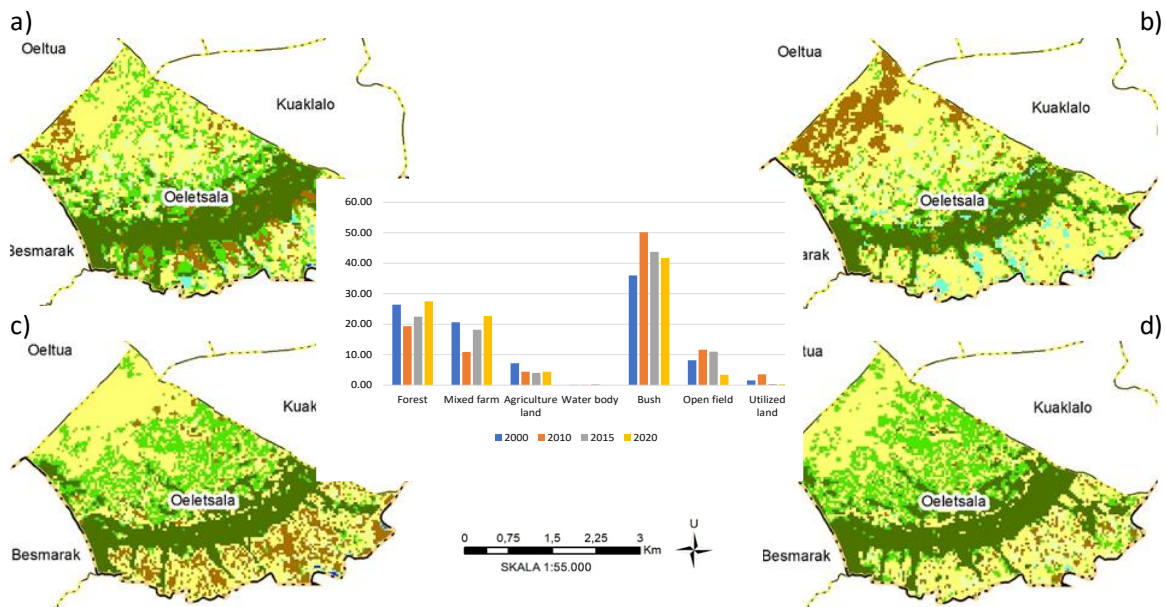 a)
Oeltua
Kuaklalo
Oeletsala
Besmarak
b)
Oeltua
Kuaklalo
Oeletsala
arak
60.00
50.00
40.00
30.00
20.00
10.00
0.00
Forest
Mixed farm
Agriculture
land
Water body
Bush
Open field
Utilized
land
2000
2010
2015
2020
c)
Oeltua
Kuak
Oeletsala
Besmarak
d)
tua
Kuaklalo
Oeletsala
Besmarak
0 0,75 1,5 2,25 3
Km
SKALA 1:55.000
U